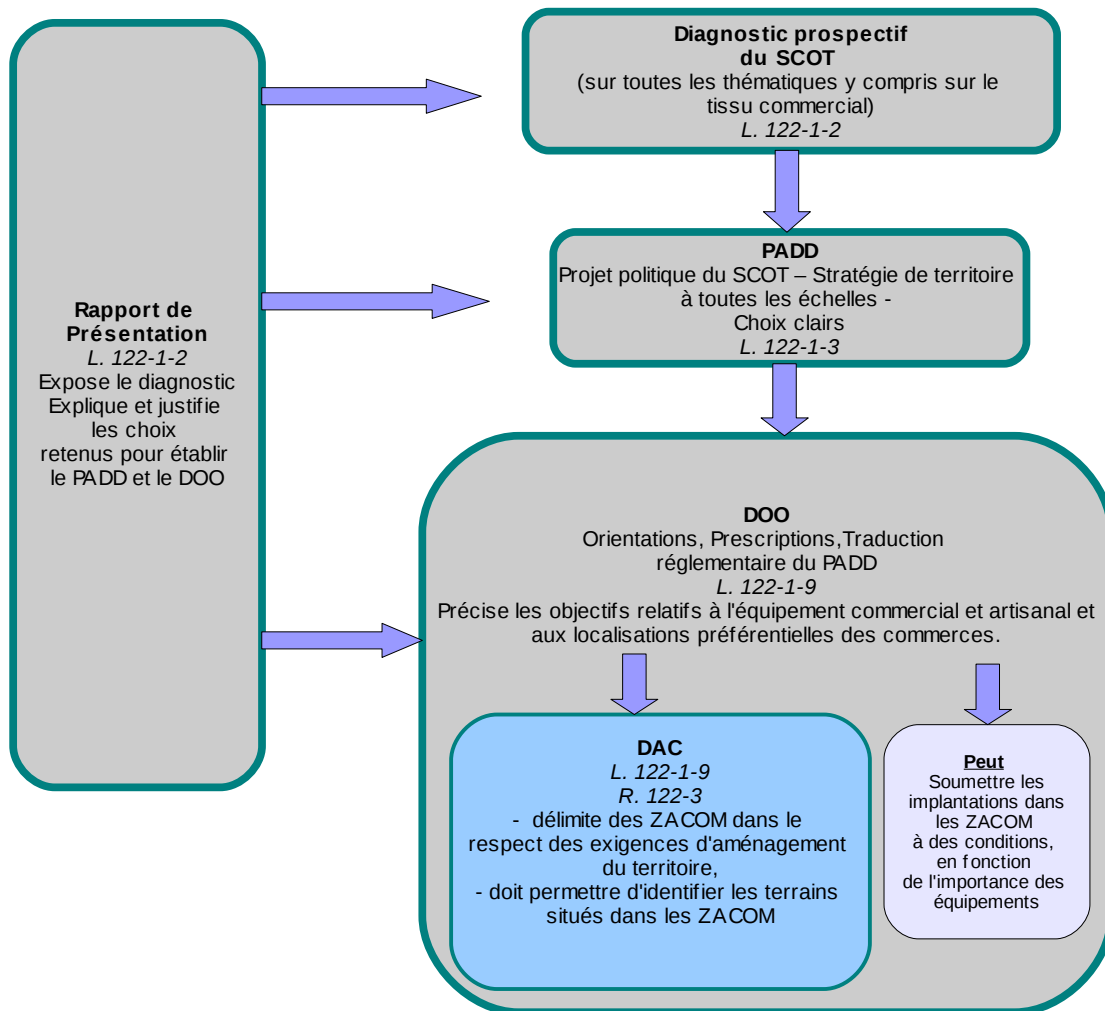 Rapport de
Présentation
L. 122-1-2
Expose le diagnostic
Explique et justifie
les choix
retenus pour établir
le PADD et le DOO
Diagnostic prospectif
du SCOT
(sur toutes les thématiques y compris sur le
tissu commercial)
L. 122-1-2
PADD
Projet politique du SCOT – Stratégie de territoire
à toutes les échelles -
Choix clairs
L. 122-1-3
DOO
Orientations, Prescriptions,Traduction
réglementaire du PADD
L. 122-1-9
Précise les objectifs relatifs à l'équipement commercial et artisanal et
aux localisations préférentielles des commerces.
DAC
L. 122-1-9
R. 122-3
- délimite des ZACOM dans le
respect des exigences d'aménagement
du territoire,
- doit permettre d'identifier les terrains
situés dans les ZACOM
Peut
Soumettre les
implantations dans
les ZACOM
à des conditions,
en fonction
de l'importance des
équipements